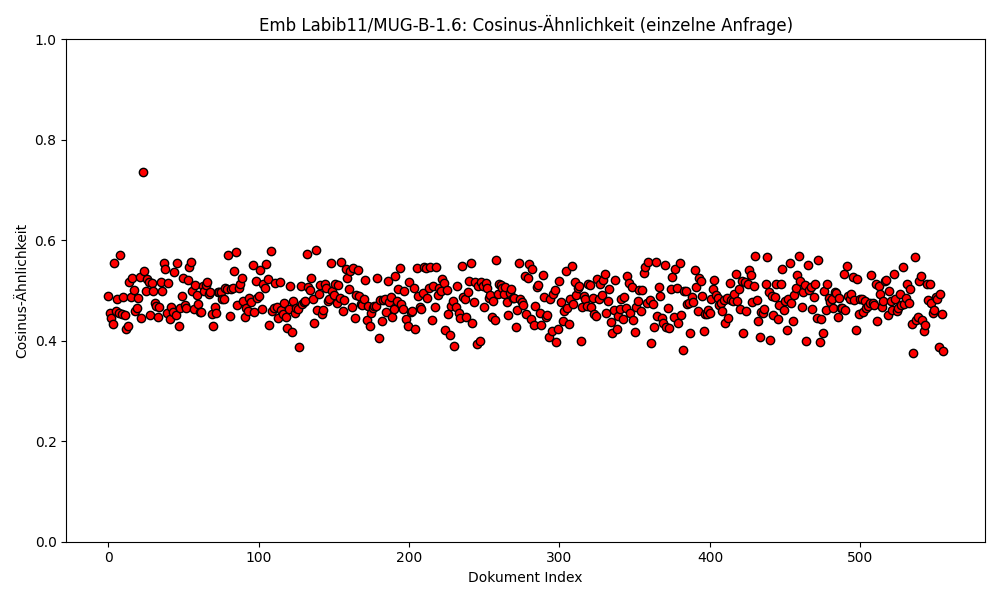 Emb Labib11/MUG-B-1.6: Cosinus-Ähnlichkeit (einzelne Anfrage)
1.0
0.8
0.6
0.4
0.2
0.0
Cosinus-Ähnlichkeit
0 100 200 300 400 500
Dokument Index